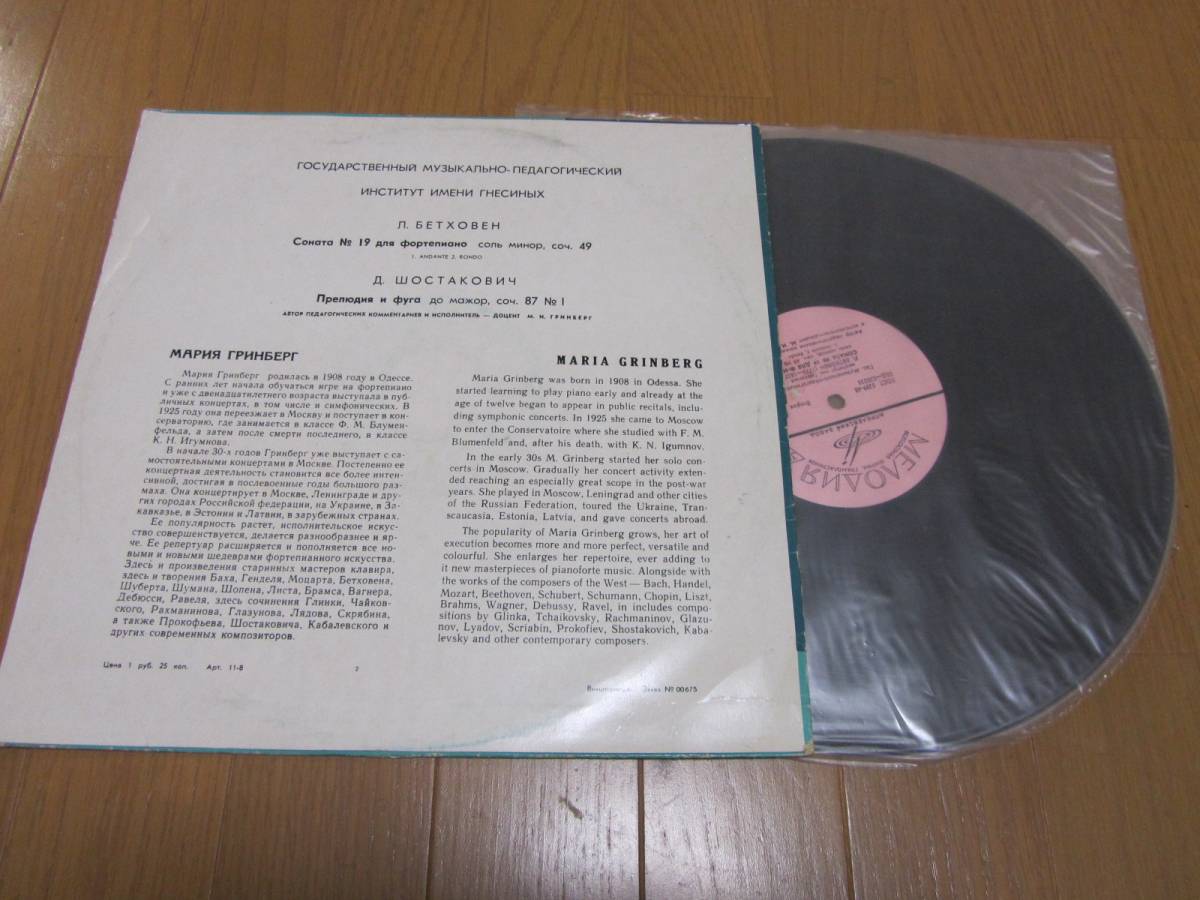 ГОСУДАРСТВЕННЫЙ МУЗЫКАЛЬНО-ПЕДАГОГИЧЕСКИЙ
ИНСТИТУТ ИМЕНИ ГНЕСИНЫХ
Л. БЕТХОВЕН
Соната № 19 для фортепиано соль минор, соч. 49
1. ANDANTE 2. RONDO
Д. ШОСТАКОВИЧ
Прелюдия и фуга до мажор, соч. 87 № 1
АВТОР ПЕДАГОГИЧЕСКИХ КОММЕНТАРИЕВ И ИСПОЛНИТЕЛЬ — ДОЦЕНТ М. И. ГРИНБЕРГ
МАРИЯ ГРИНБЕРГ
Мария Гринберг родилась в 1908 году в Одессе.
С ранних лет начала обучаться игре на фортепиано
и уже с двенадцатилетнего возраста выступала в пуб-
личных концертах, в том числе и симфонических. В
1925 году она переезжает в Москву и поступает в кон-
серваторию, где занимается в классе Ф. М. Блумен-
фельда, а затем после смерти последнего, в классе
К. Н. Игумнова.
В начале 30-х годов Гринберг уже выступает с са-
мостоятельными концертами в Москве. Постепенно ее
концертная деятельность становится все более интен-
сивной, достигая в послевоенные годы большого раз-
маха. Она концертирует в Москве, Ленинграде и дру-
гих городах Российской федерации, на Украине, в За-
кавказье, в Эстонии и Латвии, в зарубежных странах.
Ее популярность растет, исполнительское искус-
ство совершенствуется, делается разнообразнее и яр-
че. Ее репертуар расширяется и пополняется все но-
выми и новыми шедеврами фортепианного искусства.
Здесь и произведения старинных мастеров клавира,
здесь и творения Баха, Генделя, Моцарта, Бетховена,
Шуберта, Шумана, Шопена, Листа, Брамса, Вагнера,
Дебюсси, Равеля, здесь сочинения Глинки, Чайков-
ского, Рахманинова, Глазунова, Лядова, Скрябина,
а также Прокофьева, Шостаковича, Кабалевского и
других современных композиторов.
MARIA GRINBERG
Maria Grinberg was born in 1908 in Odessa. She
started learning to play piano early and already at the
age of twelve began to appear in public recitals, inclu-
ding symphonic concerts. In 1925 she came to Moscow
to enter the Conservatoire where she studied with F. M.
Blumenfeld and, after his death, with K. N. Igumnov.
In the early 30s M. Grinberg started her solo con-
certs in Moscow. Gradually her concert activity exten-
ded reaching an especially great scope in the post-war
years. She played in Moscow, Leningrad and other cities
of the Russian Federation, toured the Ukraine, Tran-
scaucasia, Estonia, Latvia, and gave concerts abroad.
The popularity of Maria Grinberg grows, her art of
execution becomes more and more perfect, versatile and
colourful. She enlarges her repertoire, ever adding to
it new masterpieces of pianoforte music. Alongside with
the works of the composers of the West — Bach, Handel,
Mozart, Beethoven, Schubert, Schumann, Chopin, Liszt,
Brahms, Wagner, Debussy, Ravel, in includes compo-
sitions by Glinka, Tchaikovsky, Rachmaninov, Glazu-
nov, Lyadov, Scriabin, Prokofiev, Shostakovich, Kaba-
levsky and other contemporary composers.
Цена 1 руб. 25 коп. Арт. 11-8
2
Заказ № 00675
МЕЛОДИЯ
АПРЕЛЕВСКИЙ ЗАВОД